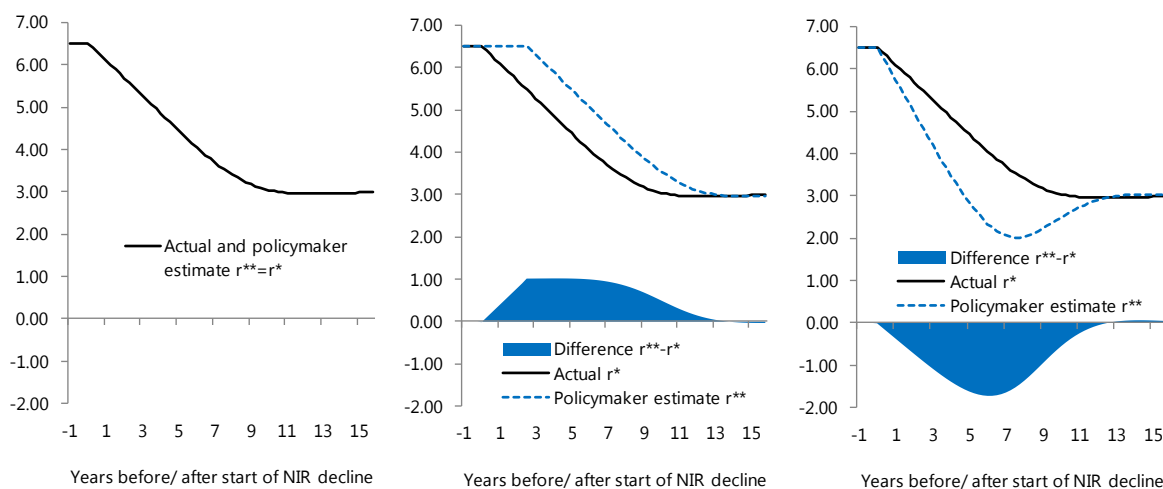 7.00
6.00
5.00
4.00
3.00
2.00
1.00
0.00
-1.00
-2.00
-1 1 3 5 7 9 11 13 15
Actual and policymaker
estimate r**=r*
Years before/ after start of NIR decline
7.00
6.00
5.00
4.00
3.00
2.00
1.00
0.00
-1.00
-2.00
-1 1 3 5 7 9 11 13 15
Difference r**-r*
Actual r*
Policymaker estimate r**
Years before/ after start of NIR decline
7.00
6.00
5.00
4.00
3.00
2.00
1.00
0.00
-1.00
-2.00
-1 1 3 5 7 9 11 13 15
Difference r**-r*
Actual r*
Policymaker estimate r**
Years before/ after start of NIR decline